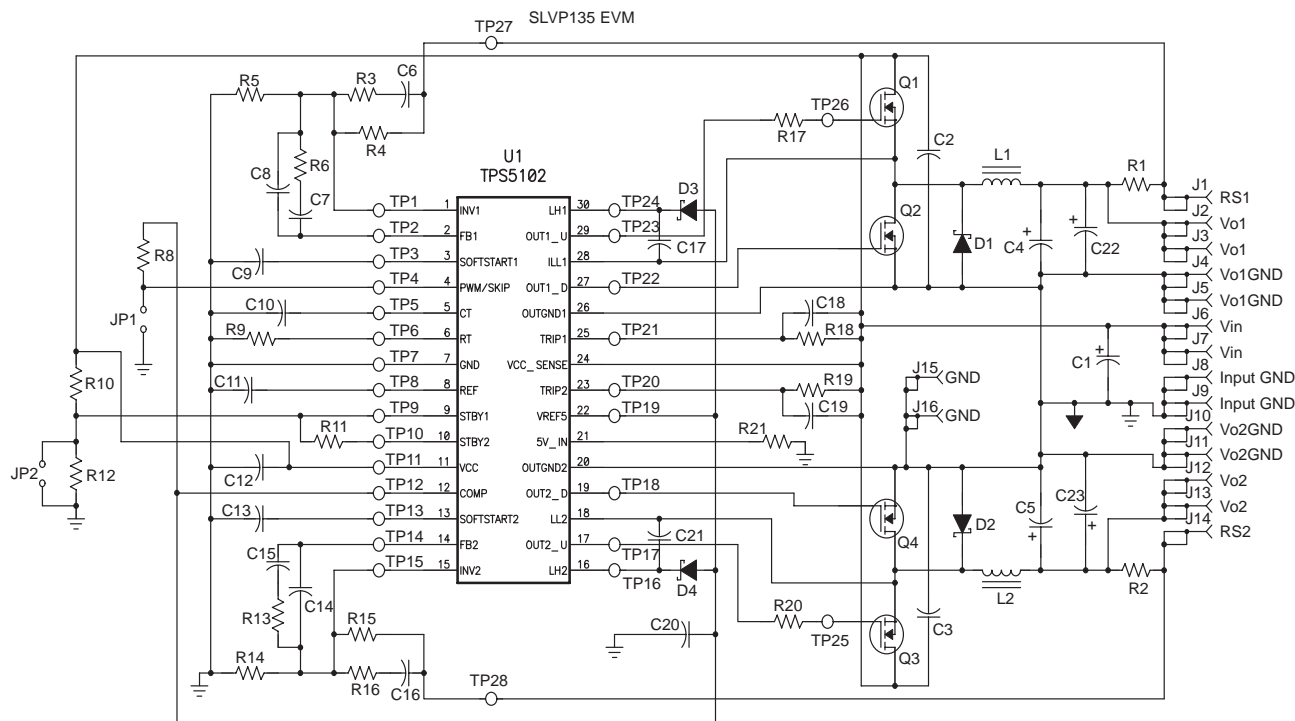 SLVP135 EVM
TP27
R5
R3
C6
R4
C8
R6
C7
R17
TP26
Q1
C2
U1
TPS5102
D3
Q2
L1
R1
D1
C4
+
C22
+
C17
J1
RS1
J2
Vo1
J3
Vo1
J4
Vo1GND
J5
Vo1GND
J6
Vin
J7
Vin
J8
Input GND
J9
Input GND
J10
Vo2GND
J11
Vo2GND
J12
Vo2
J13
Vo2
J14
RS2
TP1 1 INV1 LH1 30 TP24
TP2 2 FB1 OUT1_U 29 TP23
TP3 3 SOFTSTART1 ILL1 28
TP4 4 PWM/SKIP OUT1_D 27 TP22
TP5 5 CT OUTGND1 26
TP6 6 RT TRIP1 25 TP21
TP7 7 GND VCC_SENSE 24
TP8 8 REF TRIP2 23 TP20
TP9 9 STBY1 VREF5 22 TP19
TP10 10 STBY2 5V_IN 21
TP11 11 VCC OUTGND2 20
TP12 12 COMP OUT2_D 19 TP18
TP13 13 SOFTSTART2 LL2 18
TP14 14 FB2 OUT2_U 17 TP17
TP15 15 INV2 LH2 16 TP16
R8
C9
JP1
C10
R9
R10
C11
R11
JP2
R12
C12
C13
C15
C14
R13
R14
R15
R16
C16
TP28
C18
R18
R19
C19
C1
+
J15
GND
J16
GND
R21
C21
D4
C20
R20
TP25
Q4
Q3
D2
C5
+
C23
+
L2
C3
R2